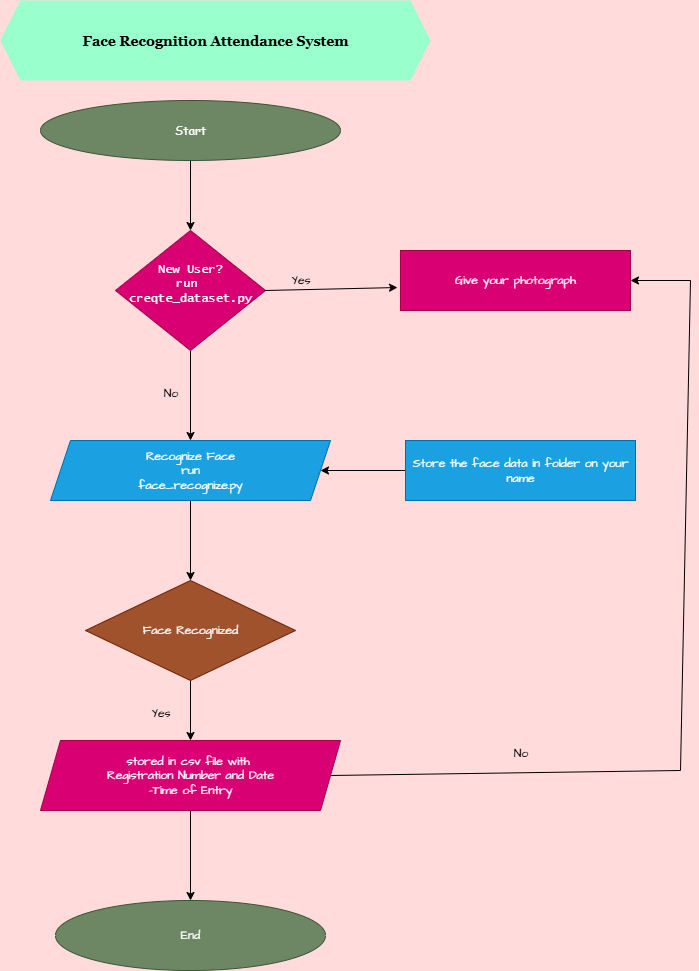 Face Recognition Attendance System
Start
New User?
run
creqte_dataset.py
Yes
Give your photograph
No
Recognize Face
run
face_recognize.py
Store the face data in folder on your
name
Face Recognized
Yes
stored in csv file with
Registration Number and Date
-Time of Entry
No
End